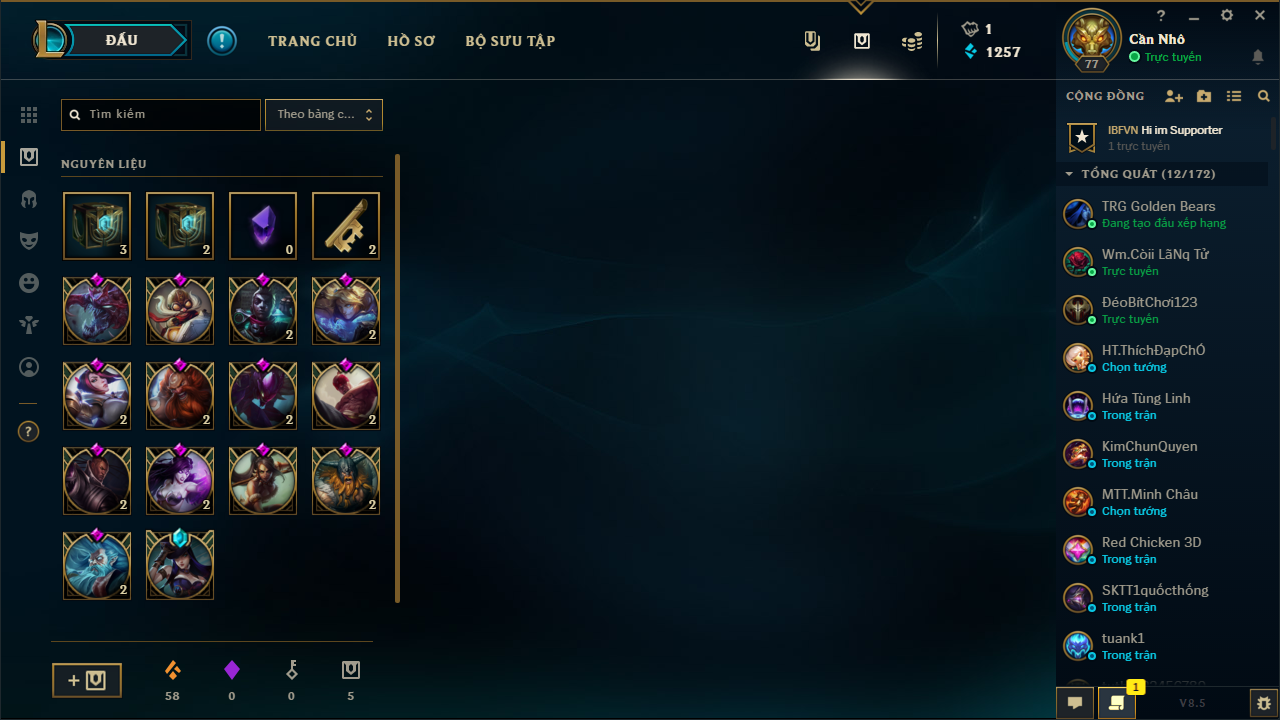 ĐẤU
TRANG CHỦ
HỒ SƠ
BỘ SƯU TẬP
1
1257
?
77
Cần Nhô
Trực tuyến
Tìm kiếm
Theo bảng c...
NGUYÊN LIỆU
3
2
0
2
2
2
2
2
2
2
2
2
2
2
2
?
58
0
0
5
CỘNG ĐỒNG
IBFVN Hi im Supporter
1 trực tuyến
TỔNG QUÁT (12/172)
TRG Golden Bears
Đang tạo đấu xếp hạng
Wm.Còii LãNq Tử
Trực tuyến
ĐéoBítChơi123
Trực tuyến
HT.ThíchĐạpChÓ
Chọn tướng
Hứa Tùng Linh
Trong trận
KimChunQuyen
Trong trận
MTT.Minh Châu
Chọn tướng
Red Chicken 3D
Trong trận
SKTT1quốcthống
Trong trận
tuank1
Trong trận
1
V8.5